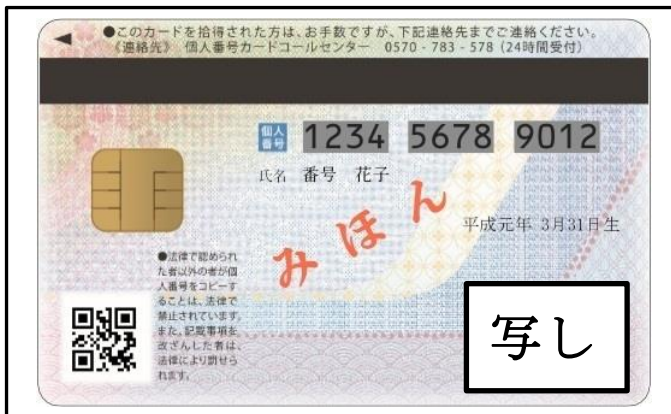 ●このカードを拾得された方は、お手数ですが、下記連絡先までご連絡ください。
《連絡先》 個人番号カードコールセンター 0570-783-578（24時間受付）
個人番号 1234 5678 9012
氏名 番号 花子
平成元年 3月31日生
みほん
●法律で認められ
た者以外の者が個
人番号をコピーす
ることは、法律で
禁止されています。
また、記載事項を
改ざんした者は、
法律により罰せら
れます。
写し